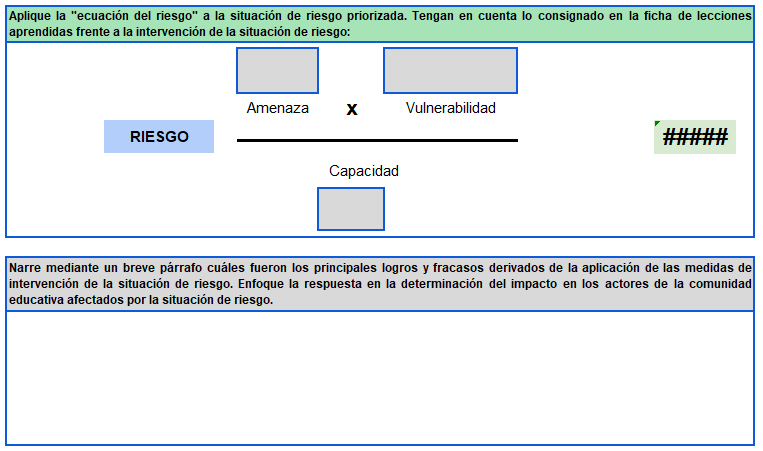 Aplique la "ecuación del riesgo" a la situación de riesgo priorizada. Tengan en cuenta lo consignado en la ficha de lecciones
aprendidas frente a la intervención de la situación de riesgo:
Amenaza x Vulnerabilidad
RIESGO
#####
Capacidad
Narre mediante un breve párrafo cuáles fueron los principales logros y fracasos derivados de la aplicación de las medidas de
intervención de la situación de riesgo. Enfoque la respuesta en la determinación del impacto en los actores de la comunidad
educativa afectados por la situación de riesgo.